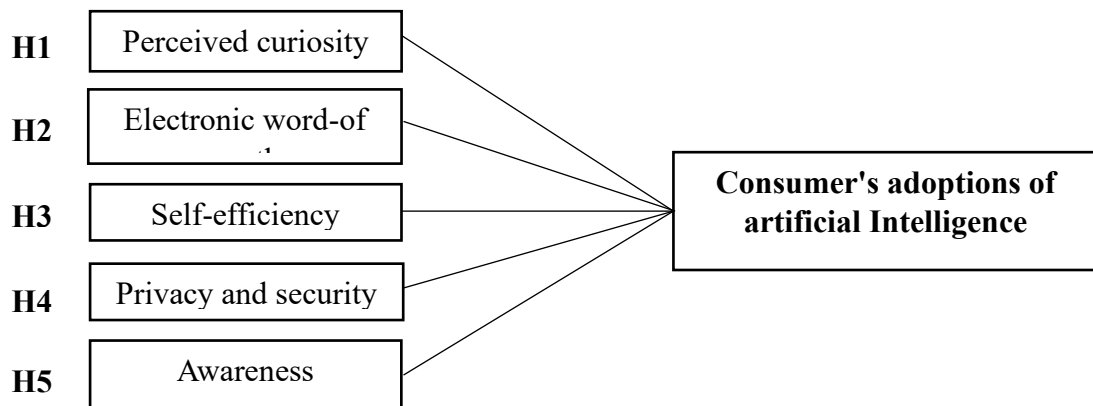 H1
Perceived curiosity
H2
Electronic word-of
H3
Self-efficiency
H4
Privacy and security
H5
Awareness
Consumer's adoptions of
artificial Intelligence